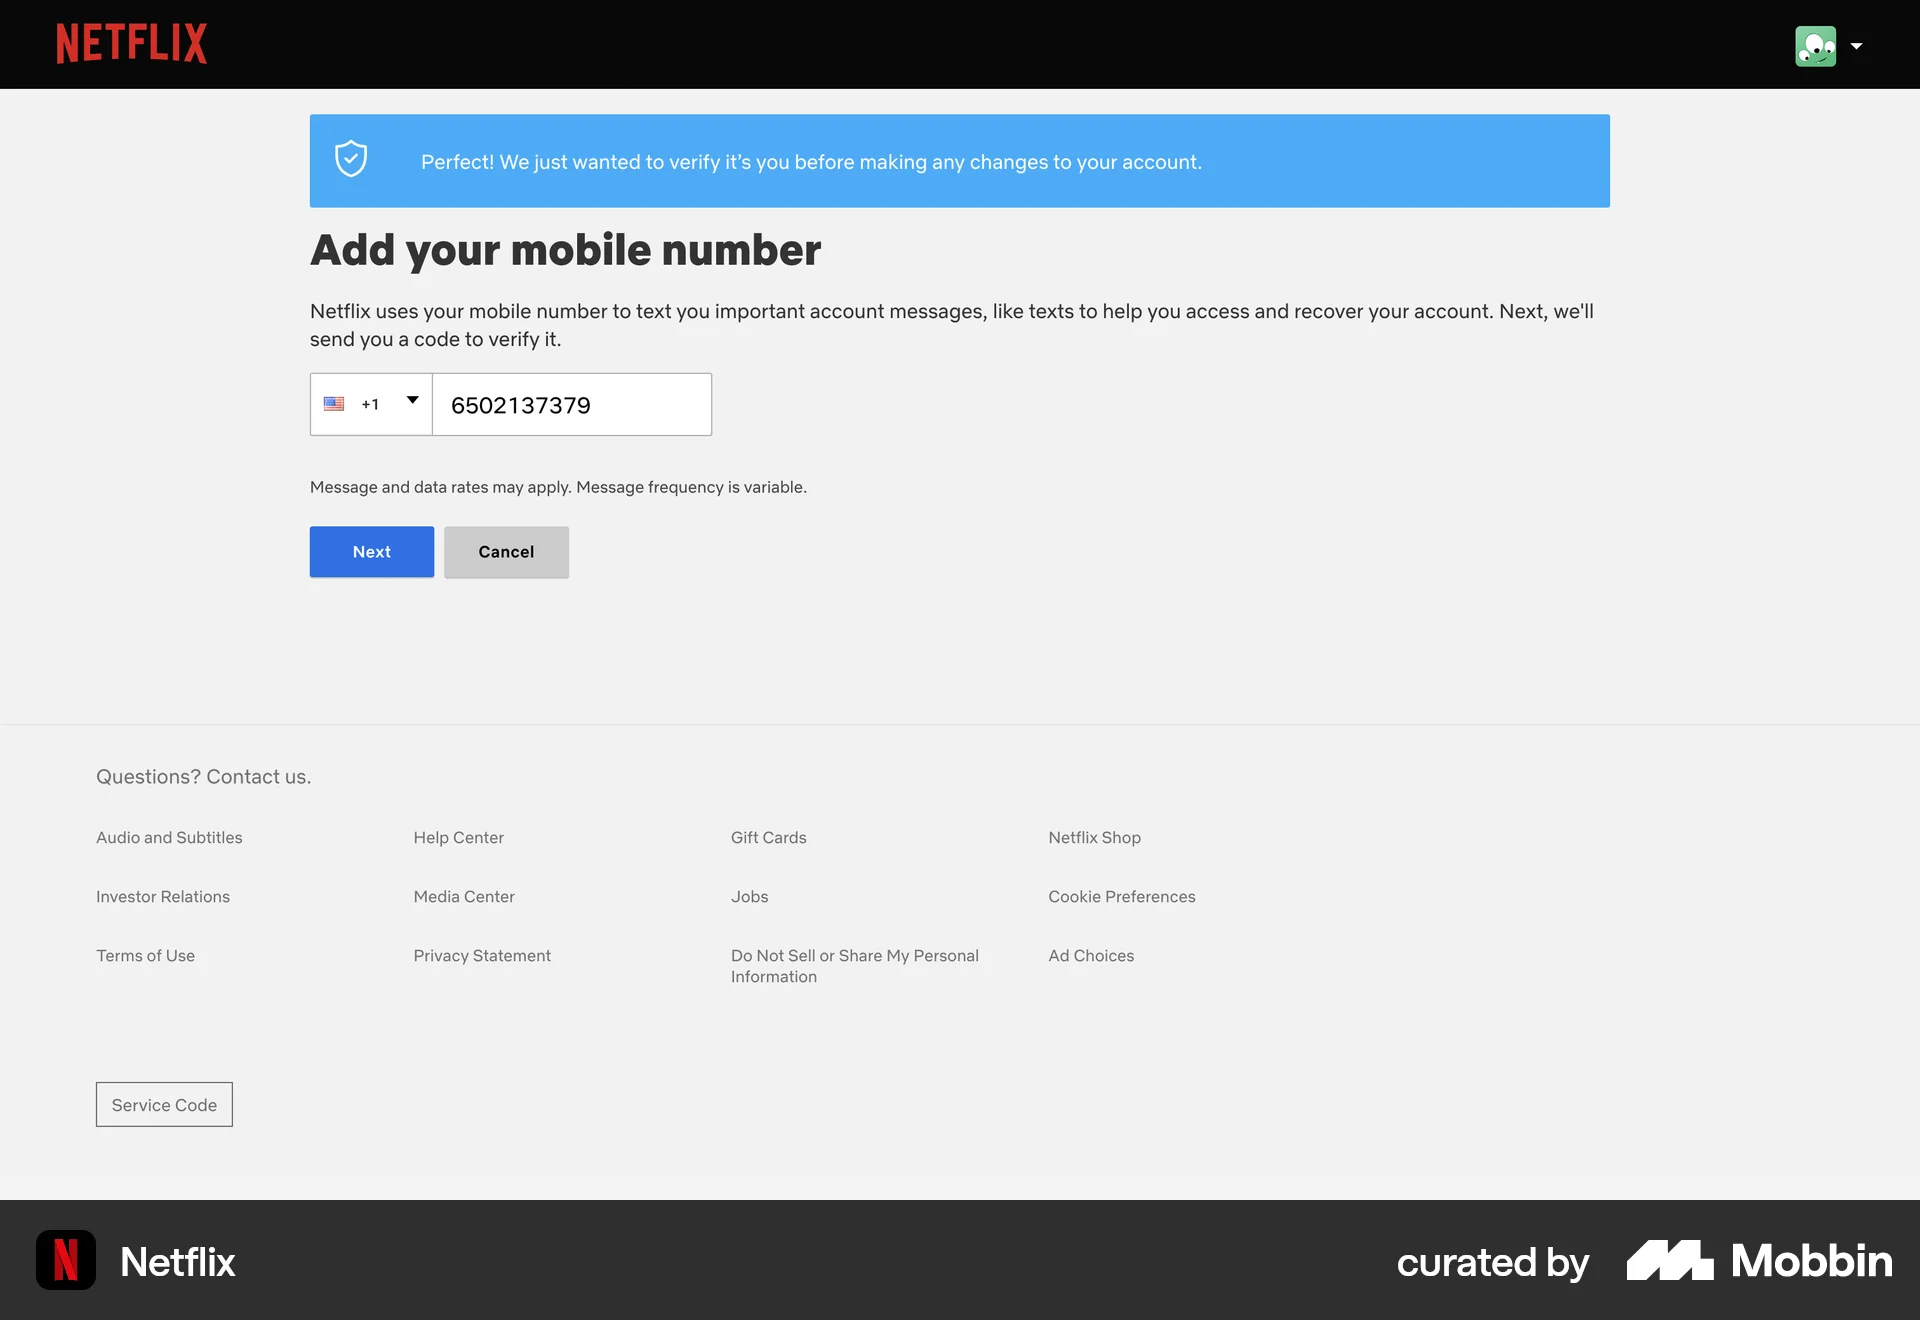 NETFLIX
Perfect! We just wanted to verify it’s you before making any changes to your account.
Add your mobile number
Netflix uses your mobile number to text you important account messages, like texts to help you access and recover your account. Next, we'll
send you a code to verify it.
+1 6502137379
Message and data rates may apply. Message frequency is variable.
Next Cancel
Questions? Contact us.
Audio and Subtitles Help Center Gift Cards Netflix Shop
Investor Relations Media Center Jobs Cookie Preferences
Terms of Use Privacy Statement Do Not Sell or Share My Personal Ad Choices
Information
Service Code
N Netflix curated by Mobbin